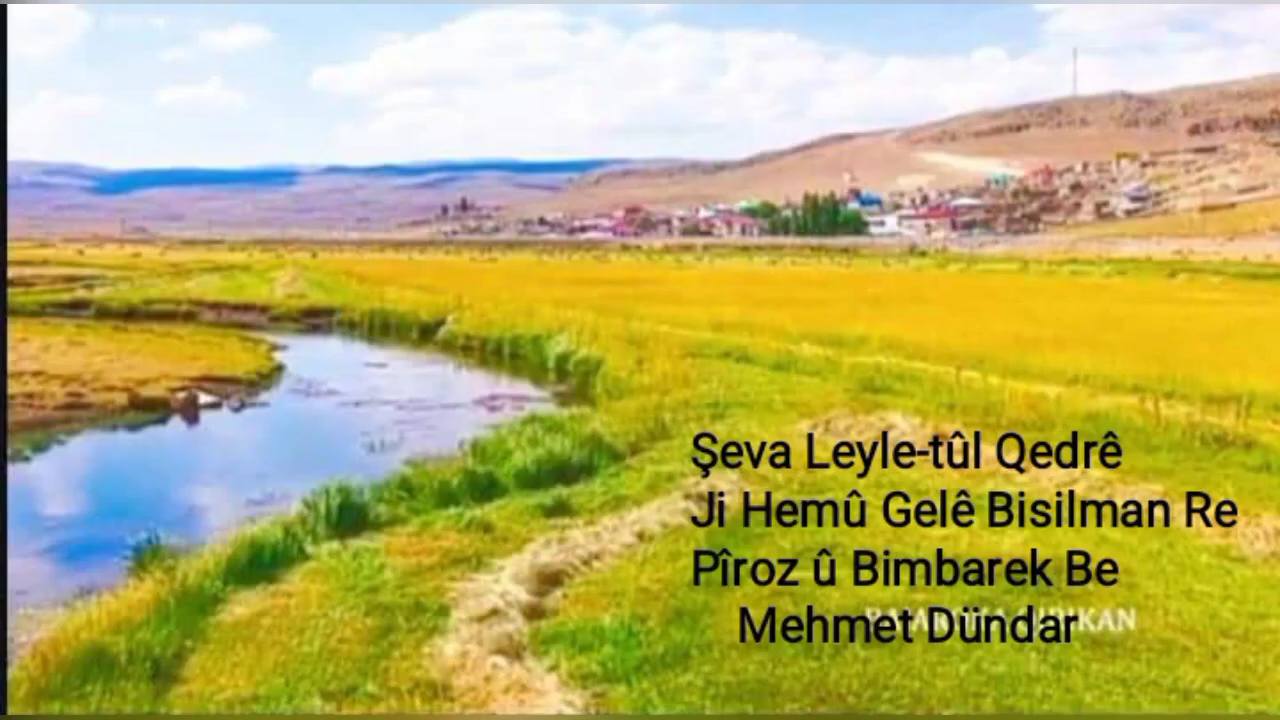 Şeva Leyle-tûl Qedrê
Ji Hemû Gelê Bisilman Re
Pîroz û Bimbarek Be
Mehmet Dündar